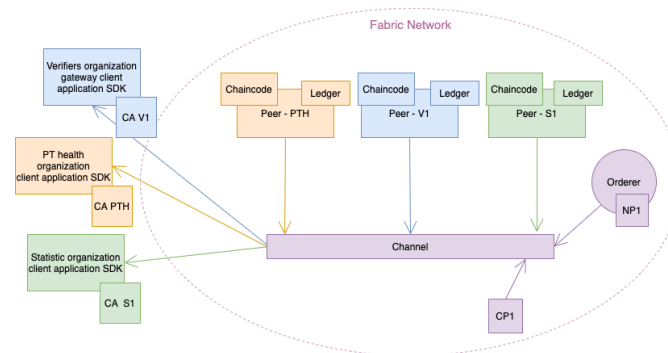 Fabric Network
Verifiers organization
gateway client
application SDK
CA V1
Chaincode
Ledger
Peer - PTH
Chaincode
Ledger
Peer - V1
Chaincode
Ledger
Peer - S1
PT health
organization
client application SDK
CA PTH
Orderer
NP1
Statistic organization
client application SDK
CA  S1
Channel
CP1